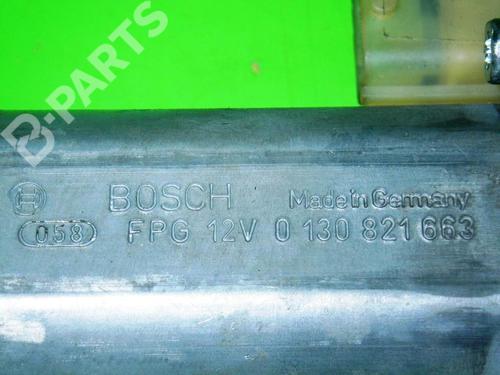 B-PARTS
BOSCH Made in Germany
058 FPG 12V 0 130 821 663